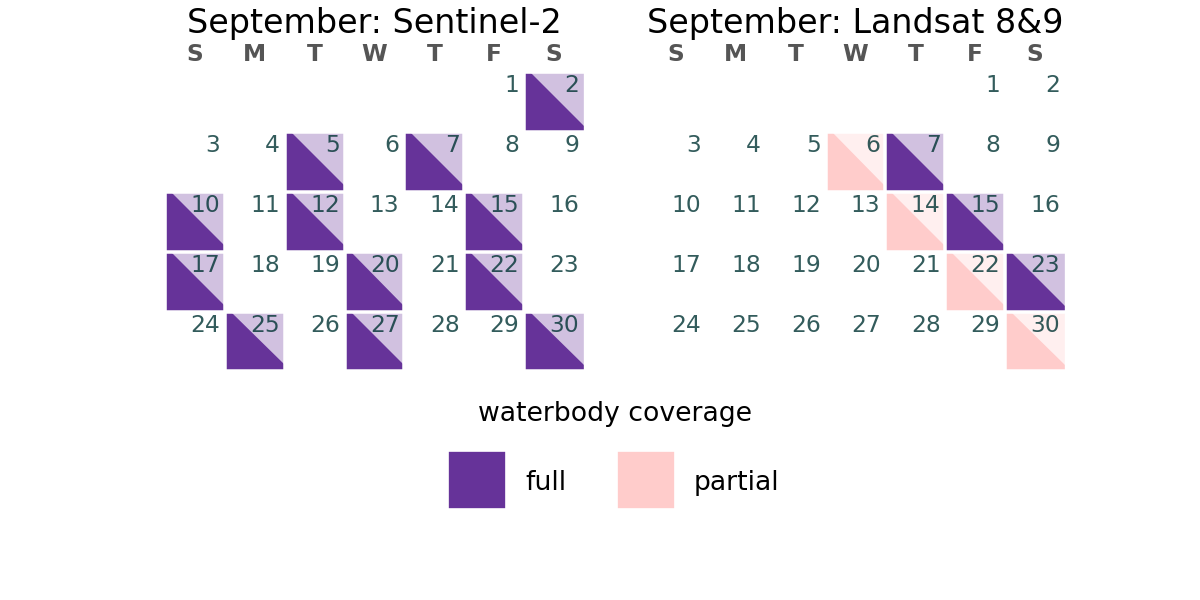 September: Sentinel-2
S M T W T F S
1 2
3 4 5 6 7 8 9
10 11 12 13 14 15 16
17 18 19 20 21 22 23
24 25 26 27 28 29 30
September: Landsat 8&9
S M T W T F S
1 2
3 4 5 6 7 8 9
10 11 12 13 14 15 16
17 18 19 20 21 22 23
24 25 26 27 28 29 30
waterbody coverage
full partial